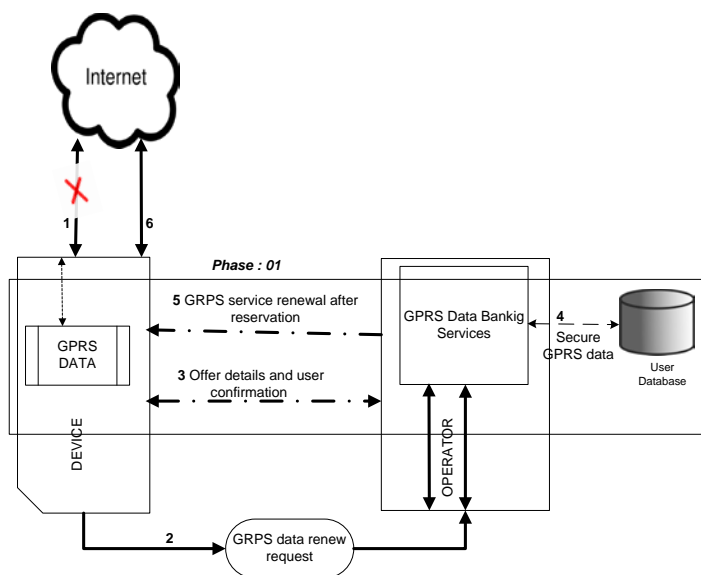 Internet
1
6
Phase : 01
5 GRPS service renewal after
reservation
GPRS Data Bankig
Services
4
Secure
GPRS data
User
Database
GPRS
DATA
3 Offer details and user
confirmation
DEVICE
OPERATOR
2
GRPS data renew
request